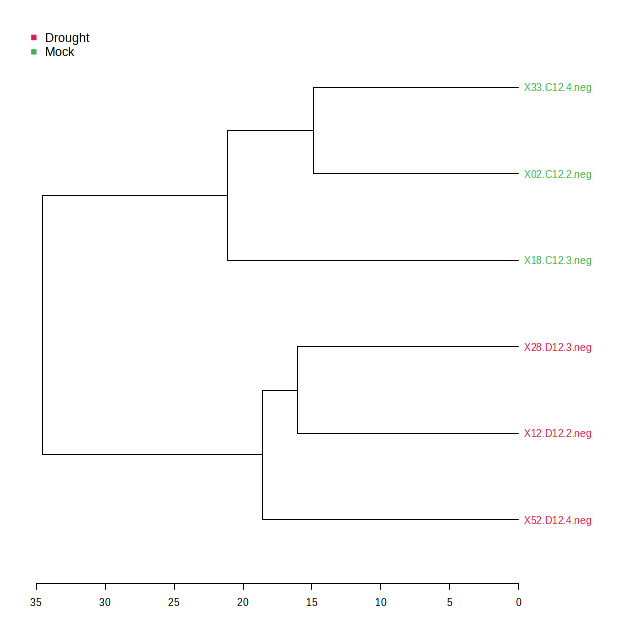 Drought
Mock
X33.C12.4.neg
X02.C12.2.neg
X18.C12.3.neg
X28.D12.3.neg
X12.D12.2.neg
X52.D12.4.neg
35 30 25 20 15 10 5 0